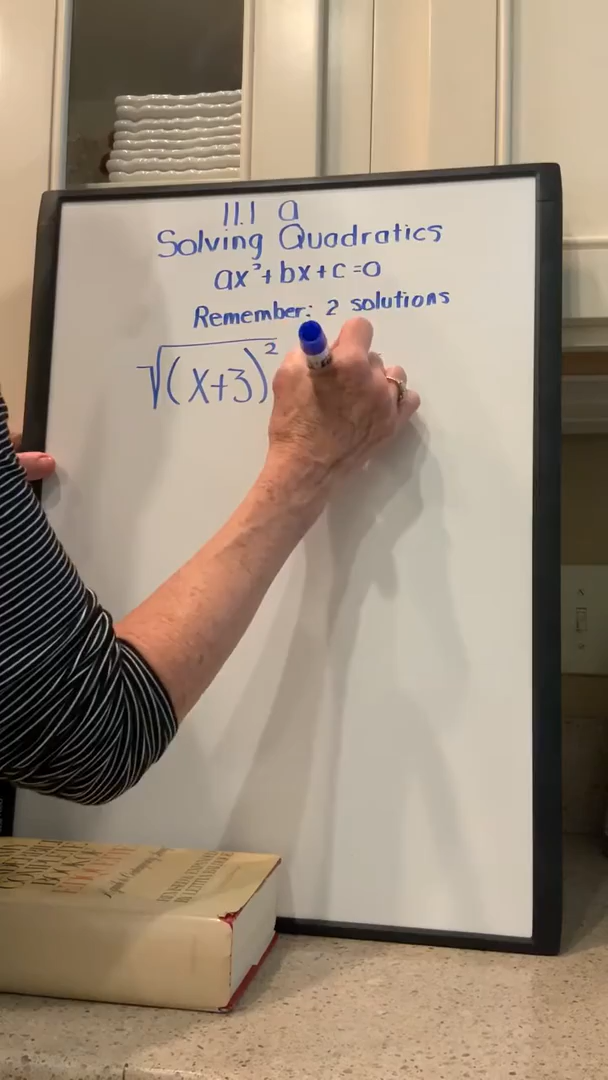 11.1 a
Solving Quadratics
ax²+bx+c=0
Remember: 2 solutions
√(x+3)²